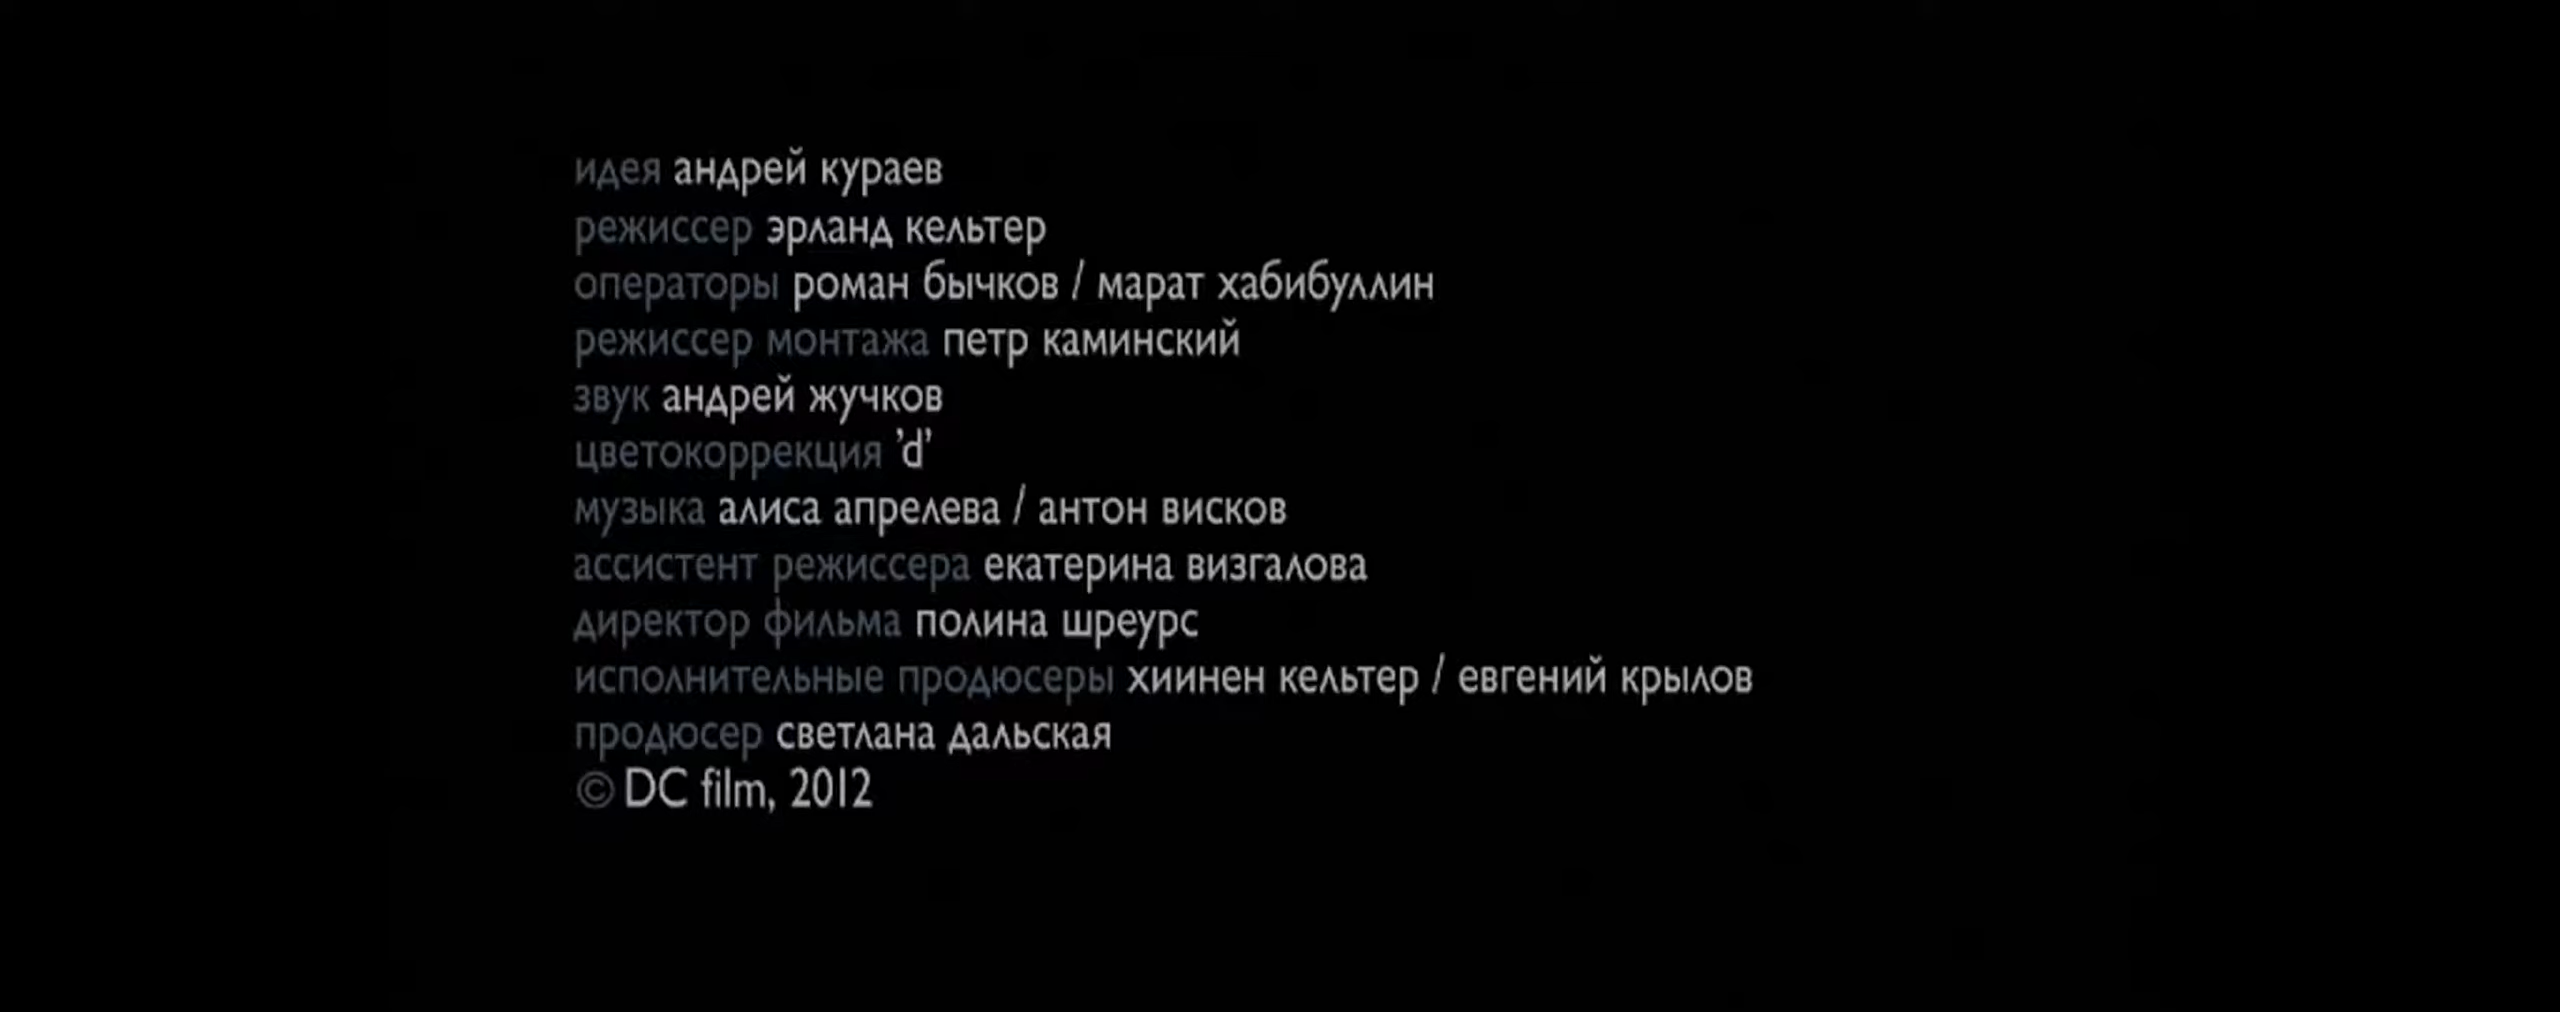 идея андрей кураев
режиссер эрланд кельтер
операторы роман бычков / марат хабибуллин
режиссер монтажа петр каминский
звук андрей жучков
цветокоррекция 'd'
музыка алиса апрелева / антон висков
ассистент режиссера екатерина визгалова
директор фильма полина шреурс
исполнительные продюсеры хиинен кельтер / евгений крылов
продюсер светлана дальская
© DC film, 2012